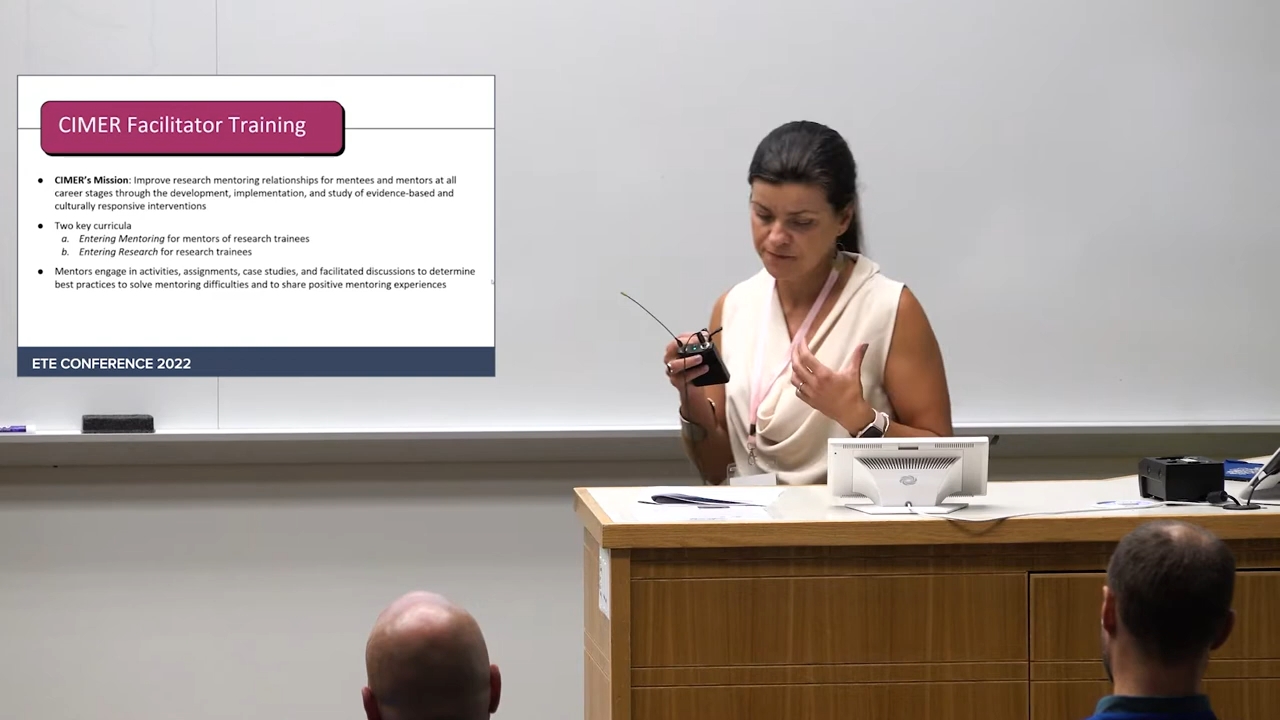 CIMER Facilitator Training
● CIMER's Mission: Improve research mentoring relationships for mentees and mentors at all
career stages through the development, implementation, and study of evidence-based and
culturally responsive interventions
● Two key curricula
a. Entering Mentoring for mentors of research trainees
b. Entering Research for research trainees
● Mentors engage in activities, assignments, case studies, and facilitated discussions to determine
best practices to solve mentoring difficulties and to share positive mentoring experiences
ETE CONFERENCE 2022